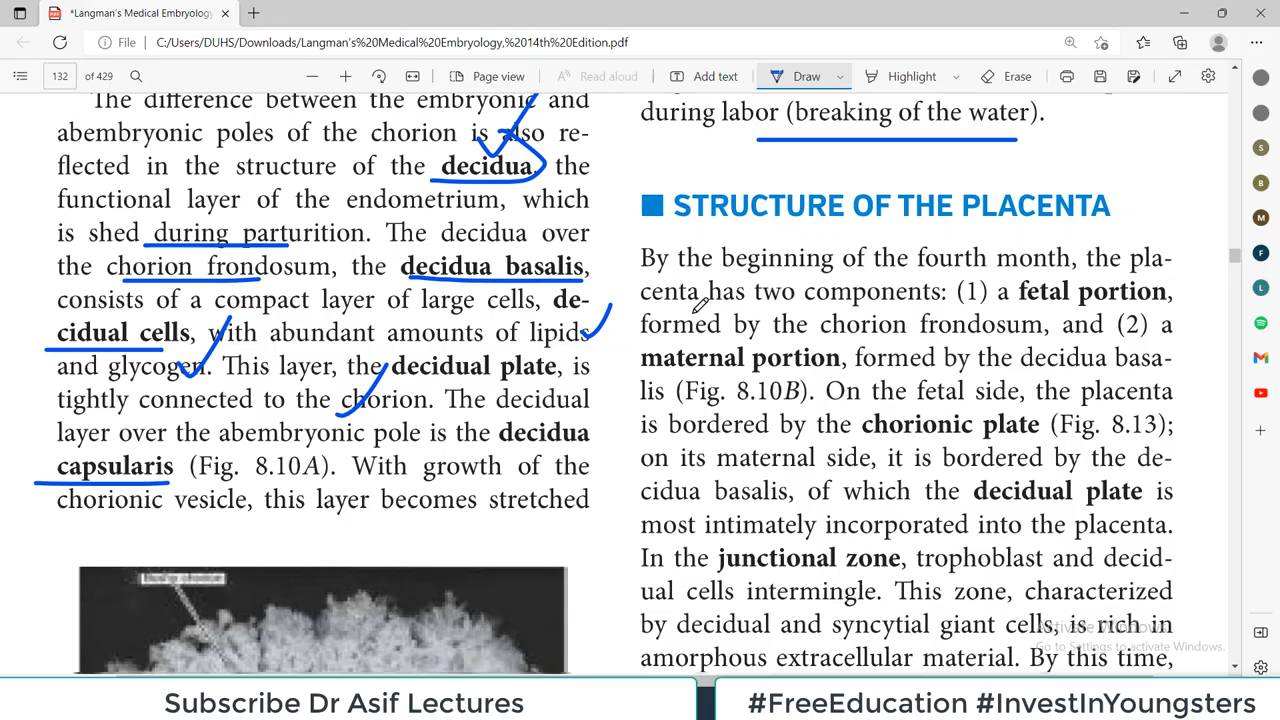 *Langman's Medical Embryology,
File
C:/Users/DUHS/Downloads/Langman's%20Medical%20Embryology,%2014th%20Edition.pdf
132 of 429
Page view
Read aloud
Add text
Draw
Highlight
Erase
The difference between the embryonic and
abembryonic poles of the chorion is also re-
flected in the structure of the decidua, the
functional layer of the endometrium, which
is shed during parturition. The decidua over
the chorion frondosum, the decidua basalis,
consists of a compact layer of large cells, de-
cidual cells, with abundant amounts of lipids
and glycogen. This layer, the decidual plate, is
tightly connected to the chorion. The decidual
layer over the abembryonic pole is the decidua
capsularis (Fig. 8.10A). With growth of the
chorionic vesicle, this layer becomes stretched
during labor (breaking of the water).
STRUCTURE OF THE PLACENTA
By the beginning of the fourth month, the pla-
centa has two components: (1) a fetal portion,
formed by the chorion frondosum, and (2) a
maternal portion, formed by the decidua basa-
lis (Fig. 8.10B). On the fetal side, the placenta
is bordered by the chorionic plate (Fig. 8.13);
on its maternal side, it is bordered by the de-
cidua basalis, of which the decidual plate is
most intimately incorporated into the placenta.
In the junctional zone, trophoblast and decid-
ual cells intermingle. This zone, characterized
by decidual and syncytial giant cells, is rich in
amorphous extracellular material. By this time,
Activate Windows
Go to Settings to activate Windows.
S
B
M
F
L
Subscribe Dr Asif Lectures
#FreeEducation #InvestInYoungsters